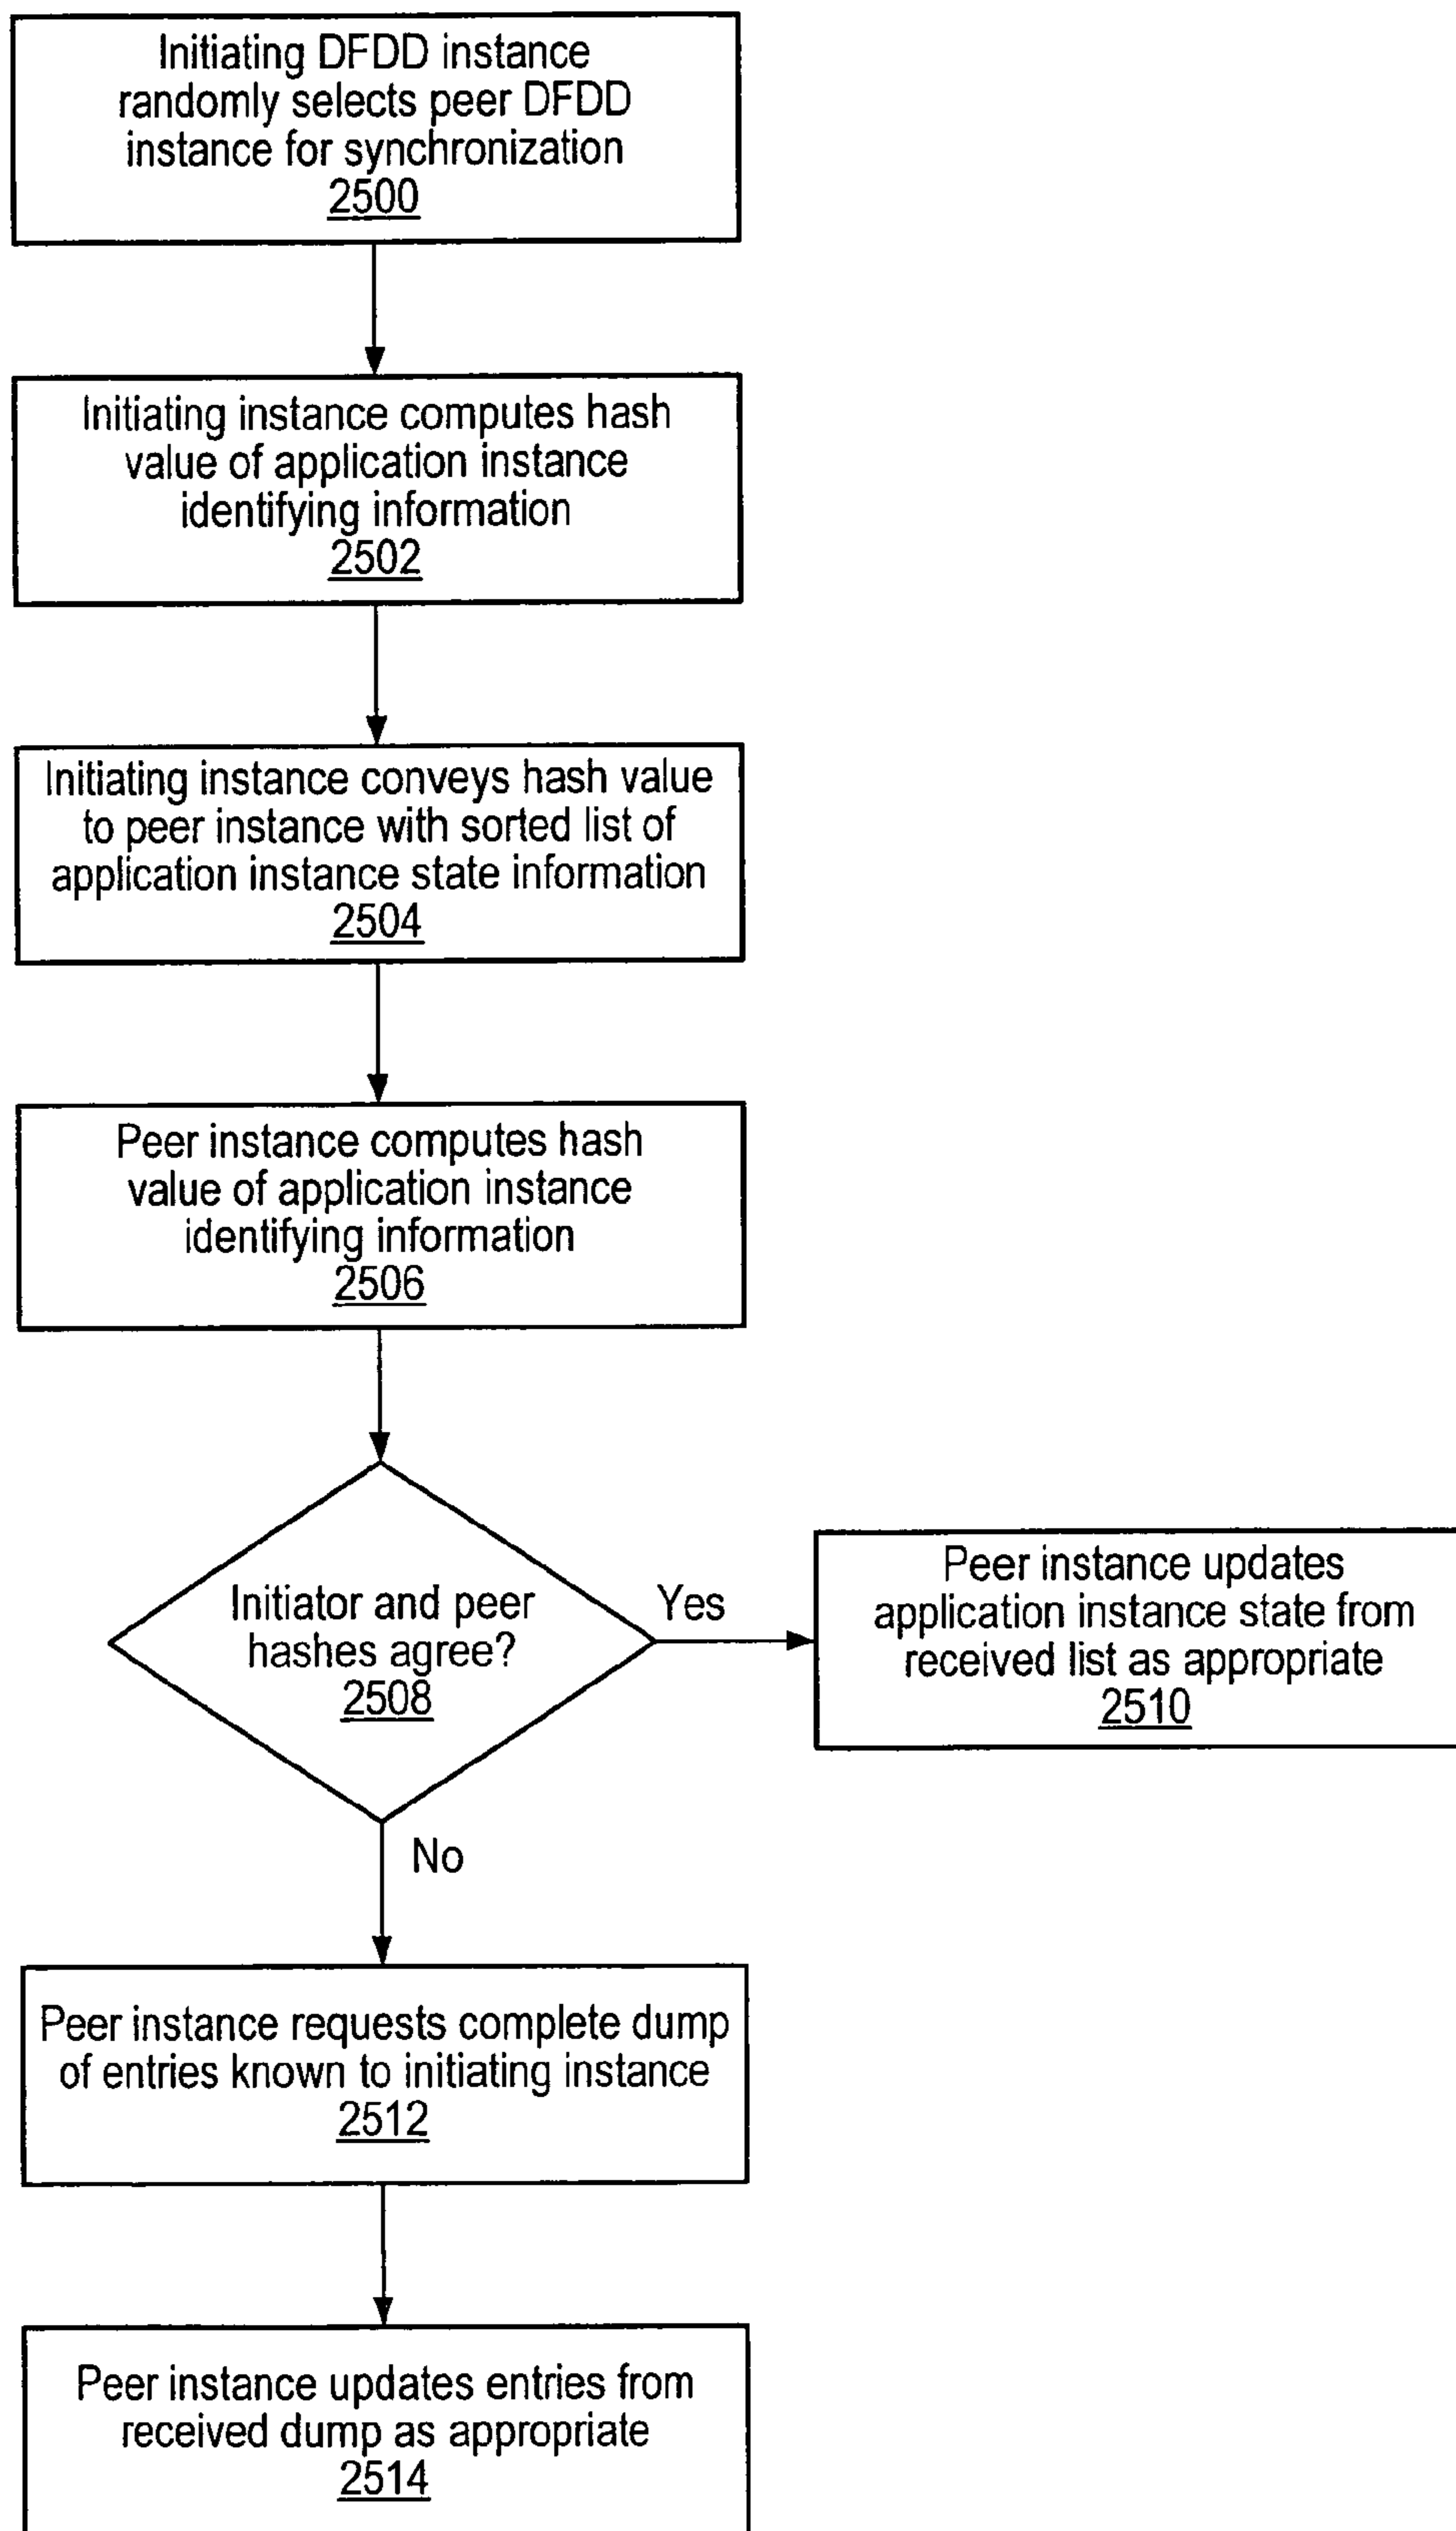 Initiating DFDD instance
randomly selects peer DFDD
instance for synchronization
2500
Initiating instance computes hash
value of application instance
identifying information
2502
Initiating instance conveys hash value
to peer instance with sorted list of
application instance state information
2504
Peer instance computes hash
value of application instance
identifying information
2506
Initiator and peer
hashes agree?
2508
Yes
Peer instance updates
application instance state from
received list as appropriate
2510
No
Peer instance requests complete dump
of entries known to initiating instance
2512
Peer instance updates entries from
received dump as appropriate
2514